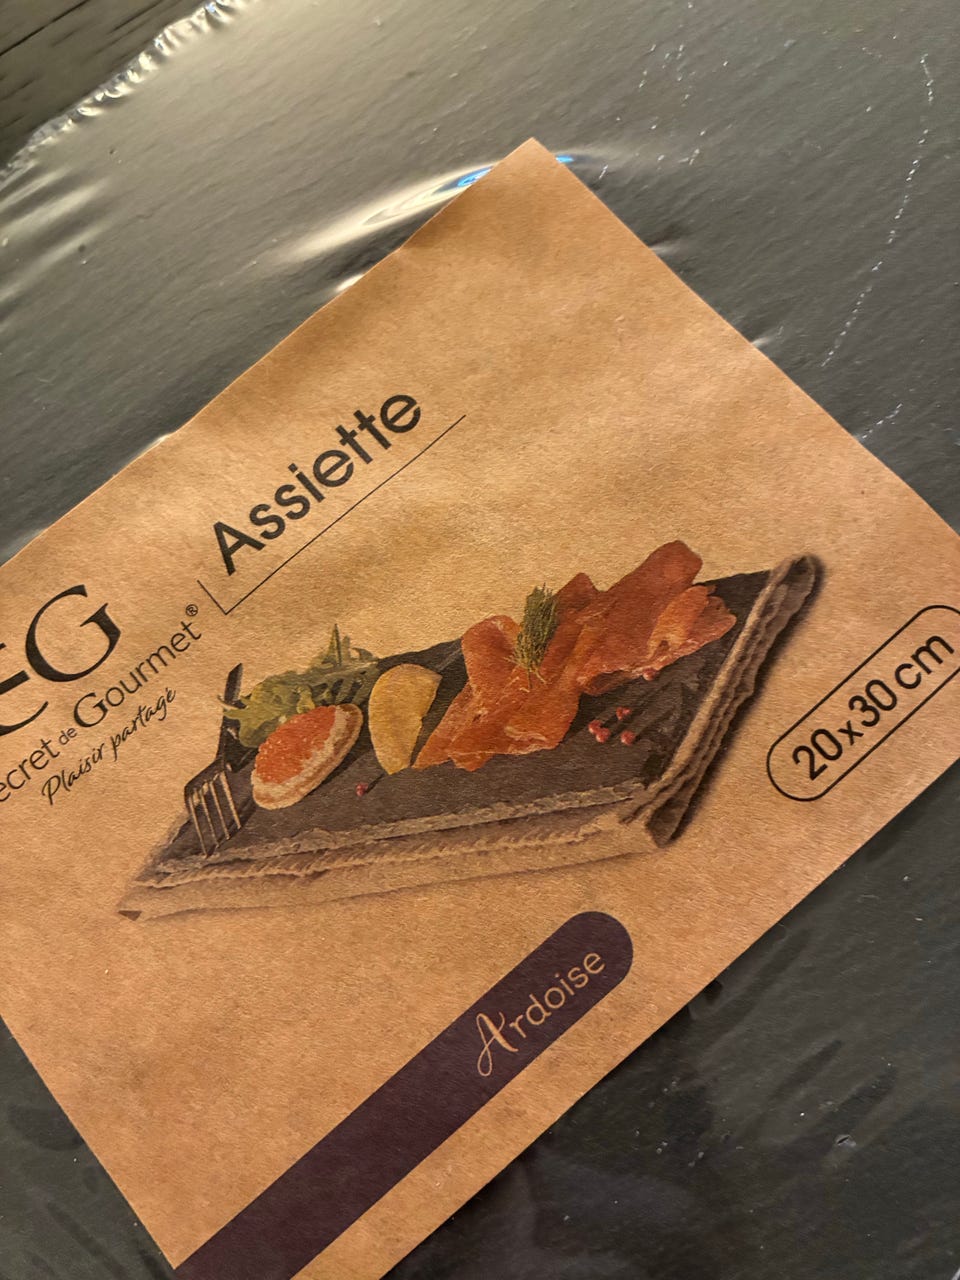 Assiette
G
ecret de Gourmet®
Plaisir partagé
20x30 cm
Ardoise